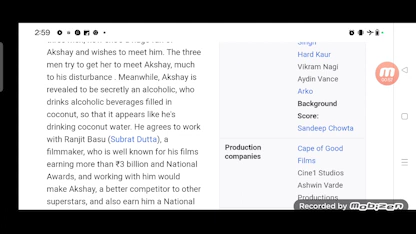 2:59
Akshay and wishes to meet him. The three
men try to get her to meet Akshay, much
to his disturbance . Meanwhile, Akshay is
revealed to be secretly an alcoholic, who
drinks alcoholic beverages filled in
coconut, so that it appears like he's
drinking coconut water. He agrees to work
with Ranjit Basu (Subrat Dutta), a
filmmaker, who is well known for his films
earning more than ₹3 billion and National
Awards, and working with him would
make Akshay, a better competitor to other
superstars, and also earn him a National
Singh
Hard Kaur
Vikram Nagi
Aydin Vance
Arko
Background
Score:
Sandeep Chowta
Production
companies
Cape of Good
Films
Cine1 Studios
Ashwin Varde
Productions
Recorded by Mobizen